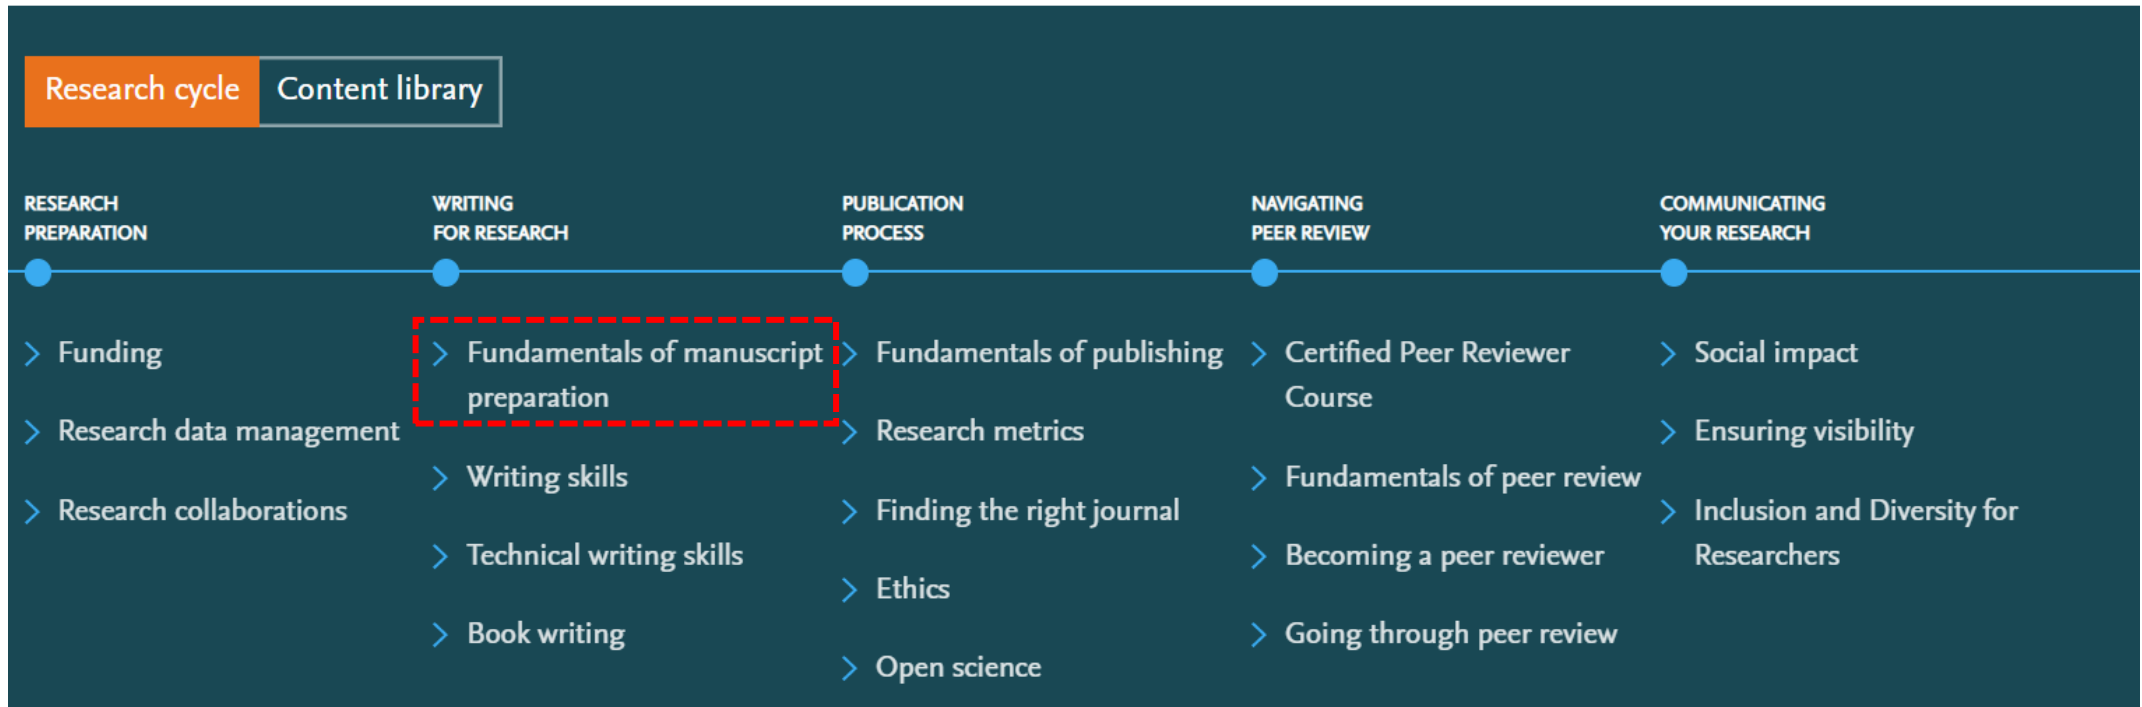 Research cycle
Content library
RESEARCH
PREPARATION
Funding
Research data management
Research collaborations
WRITING
FOR RESEARCH
Fundamentals of manuscript
preparation
Writing skills
Technical writing skills
Book writing
PUBLICATION
PROCESS
Fundamentals of publishing
Research metrics
Finding the right journal
Ethics
Open science
NAVIGATING
PEER REVIEW
Certified Peer Reviewer
Course
Fundamentals of peer review
Becoming a peer reviewer
Going through peer review
COMMUNICATING
YOUR RESEARCH
Social impact
Ensuring visibility
Inclusion and Diversity for
Researchers